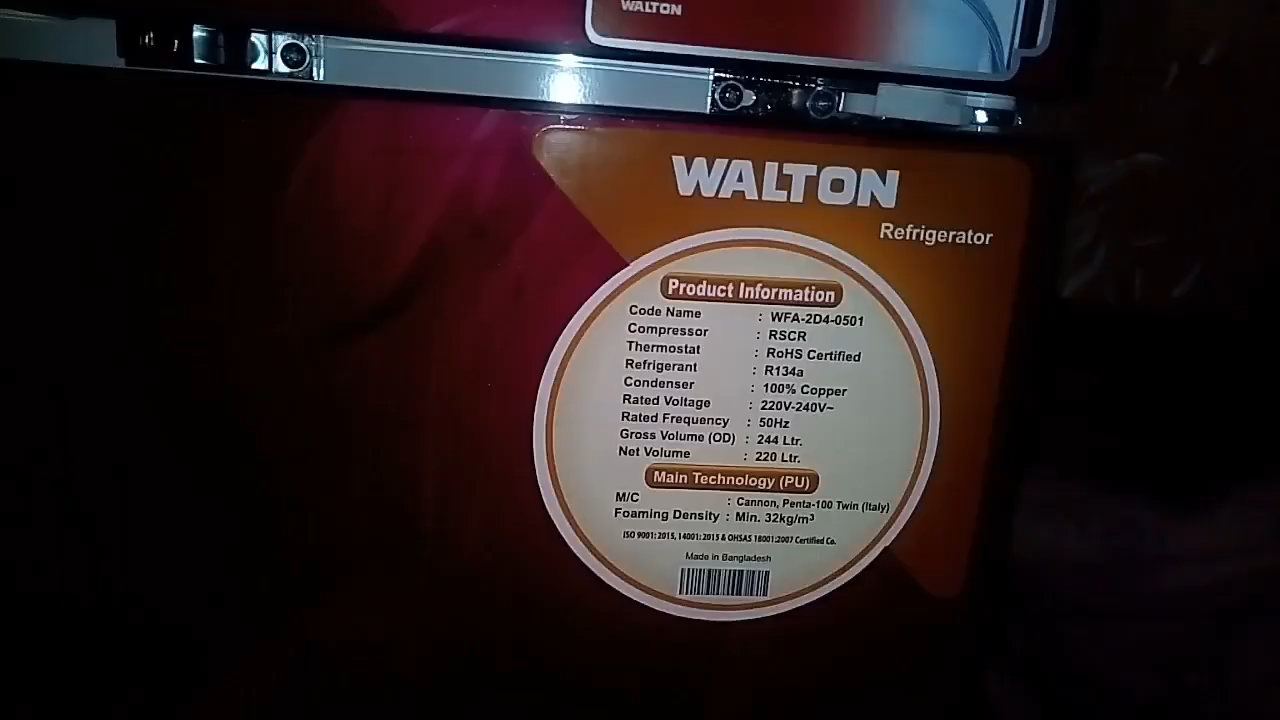 WALTON
WALTON
Refrigerator
Product Information
Code Name : WFA-2D4-0501
Compressor : RSCR
Thermostat : RoHS Certified
Refrigerant : R134a
Condenser : 100% Copper
Rated Voltage : 220V-240V~
Rated Frequency : 50Hz
Gross Volume (OD) : 244 Ltr.
Net Volume : 220 Ltr.
Main Technology (PU)
M/C : Cannon, Penta-100 Twin (Italy)
Foaming Density : Min. 32kg/m³
ISO 9001:2015, 14001:2015 & OHSAS 18001:2007 Certified Co.
Made in Bangladesh